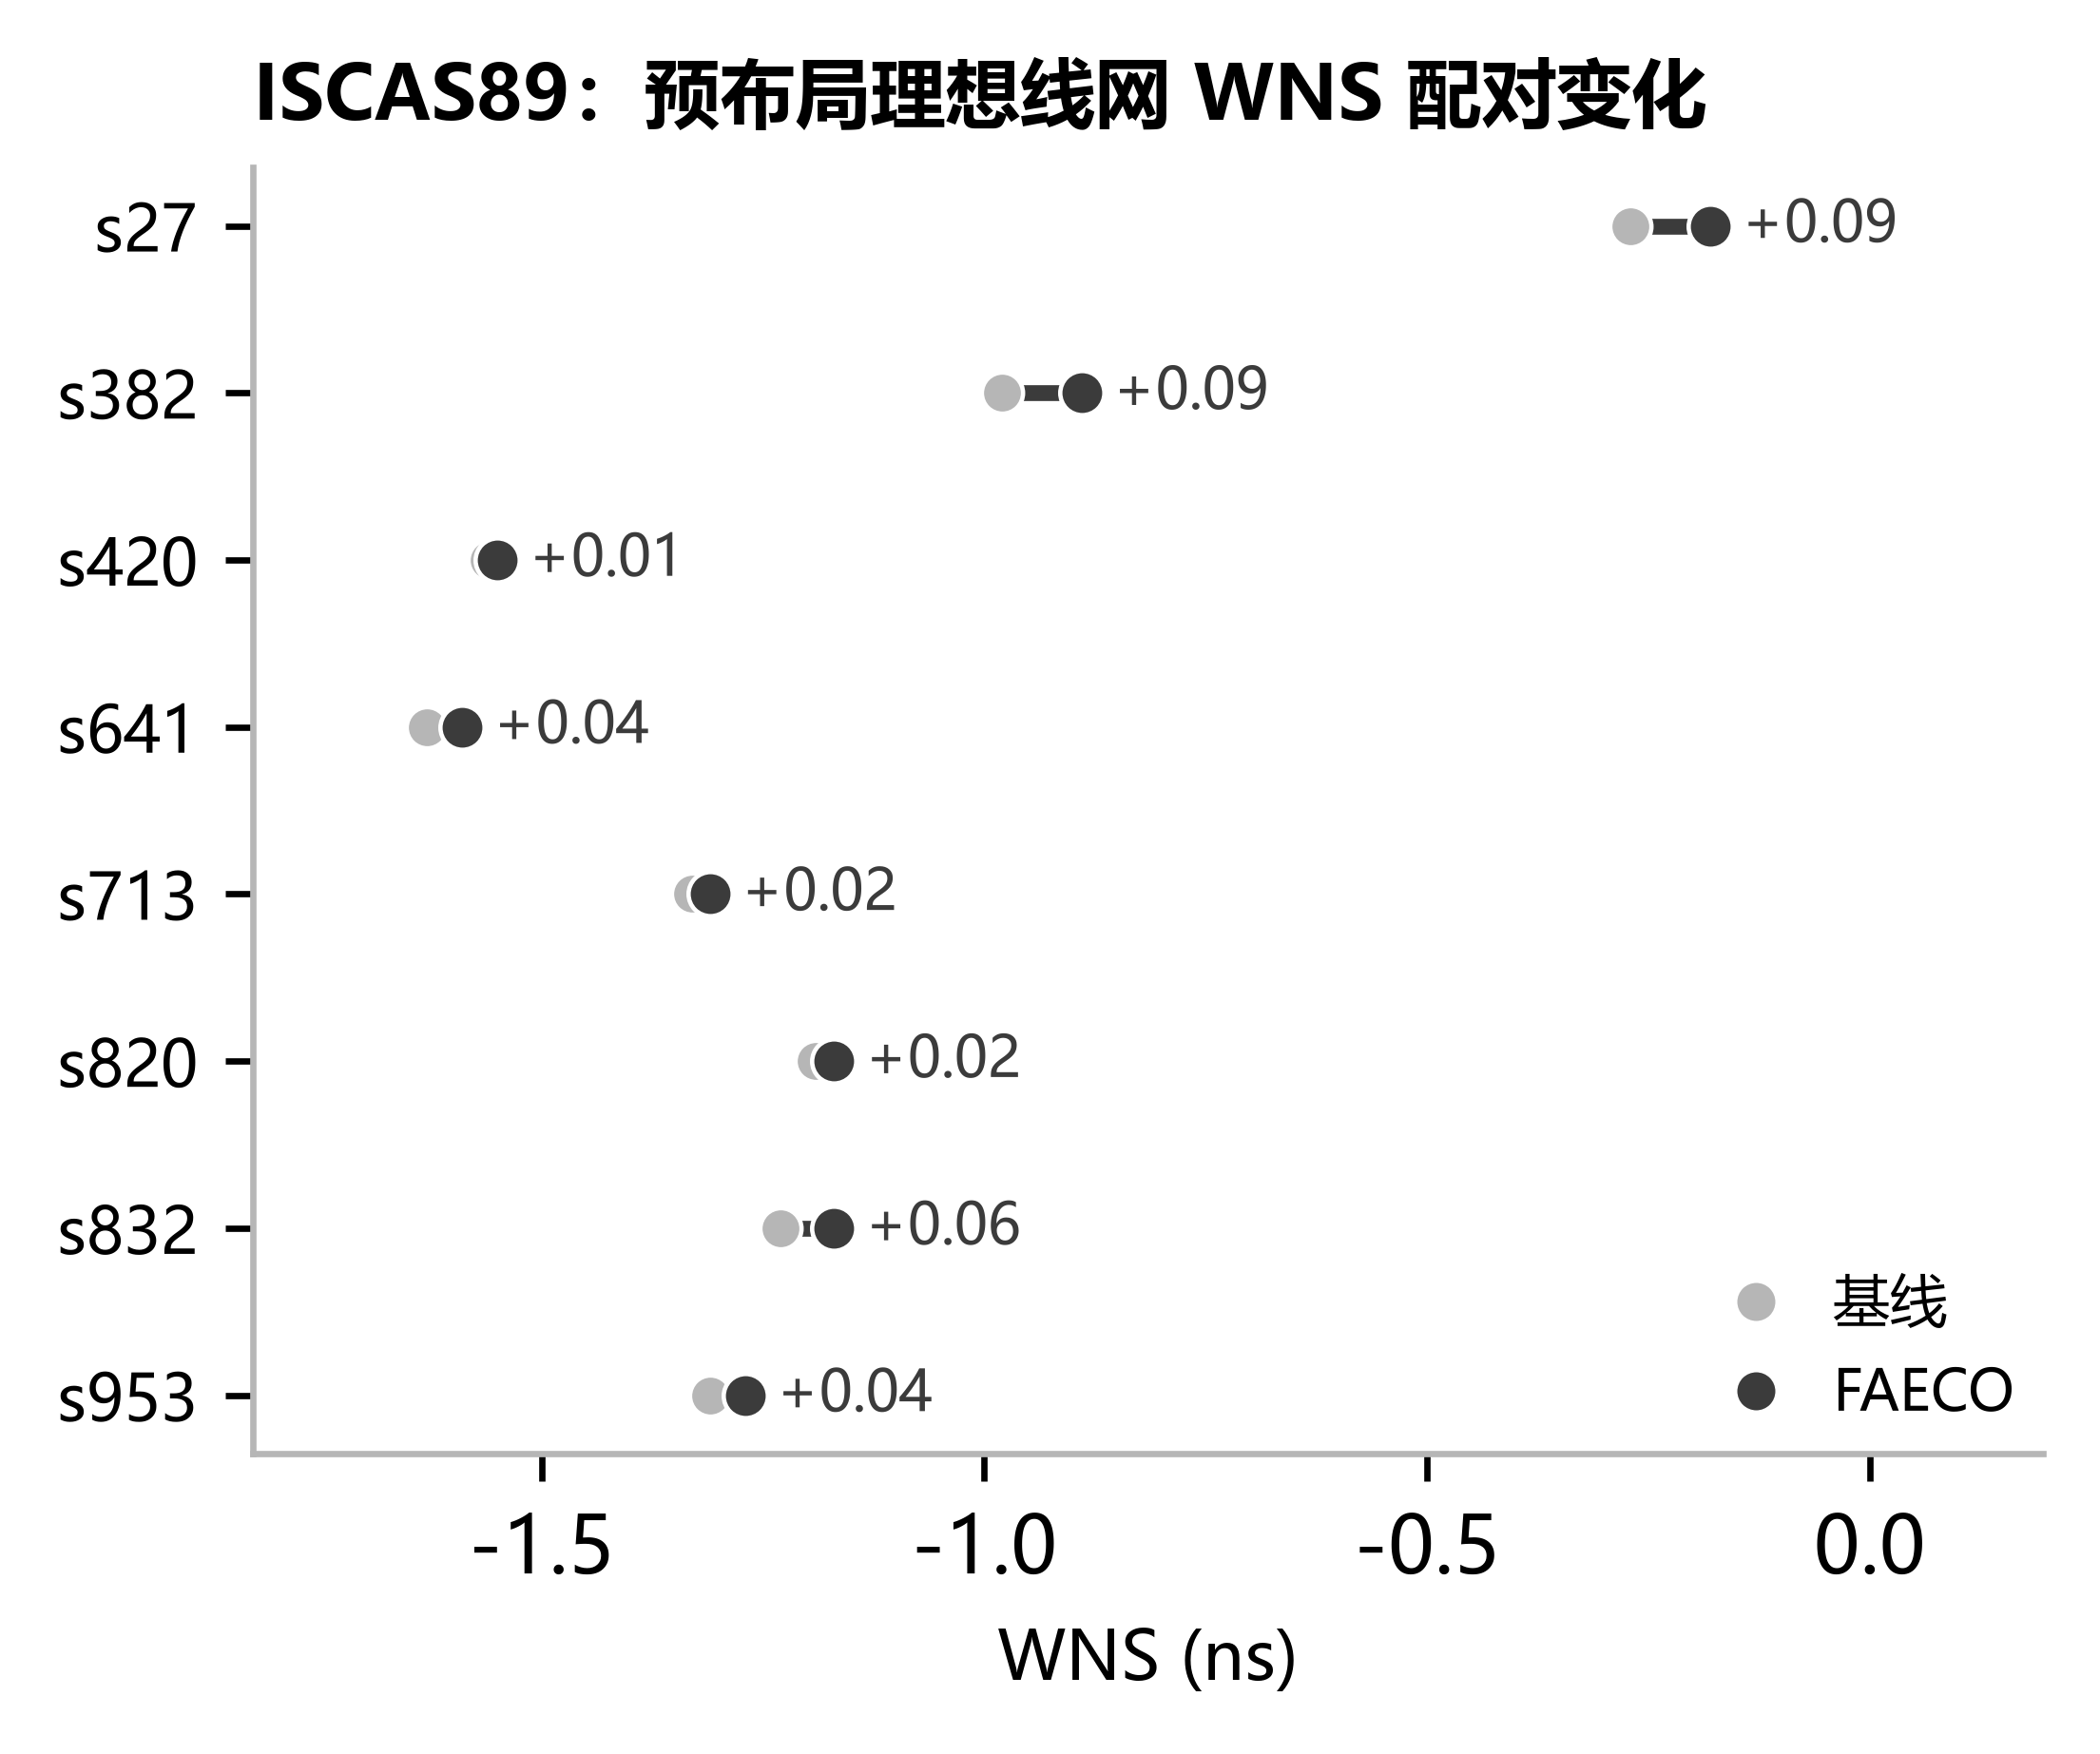 ISCAS89：预布局理想线网 WNS 配对变化
s27 +0.09
s382 +0.09
s420 +0.01
s641 +0.04
s713 +0.02
s820 +0.02
s832 +0.06
基线
FAECO
s953 +0.04
-1.5 -1.0 -0.5 0.0
WNS (ns)